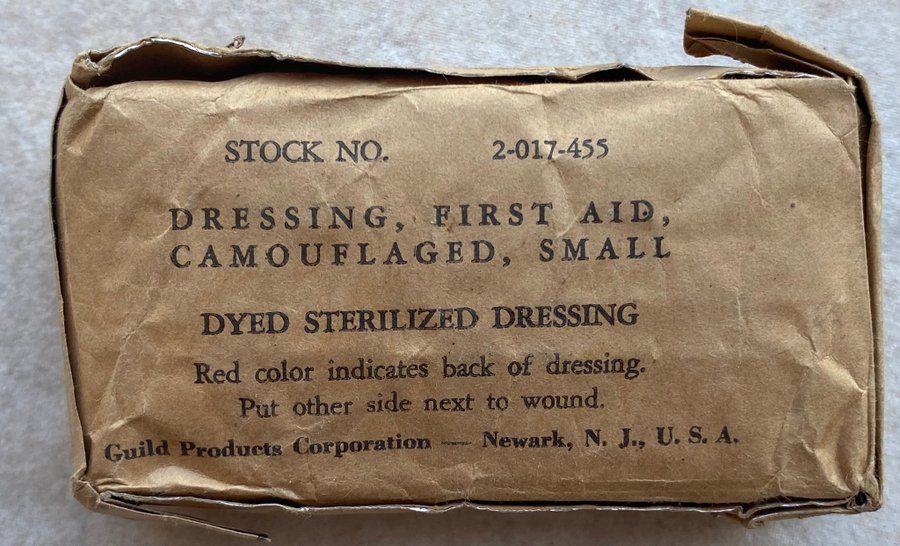 STOCK NO. 2-017-455
DRESSING, FIRST AID,
CAMOUFLAGED, SMALL
DYED STERILIZED DRESSING
Red color indicates back of dressing.
Put other side next to wound.
Guild Products Corporation — Newark, N. J., U. S. A.